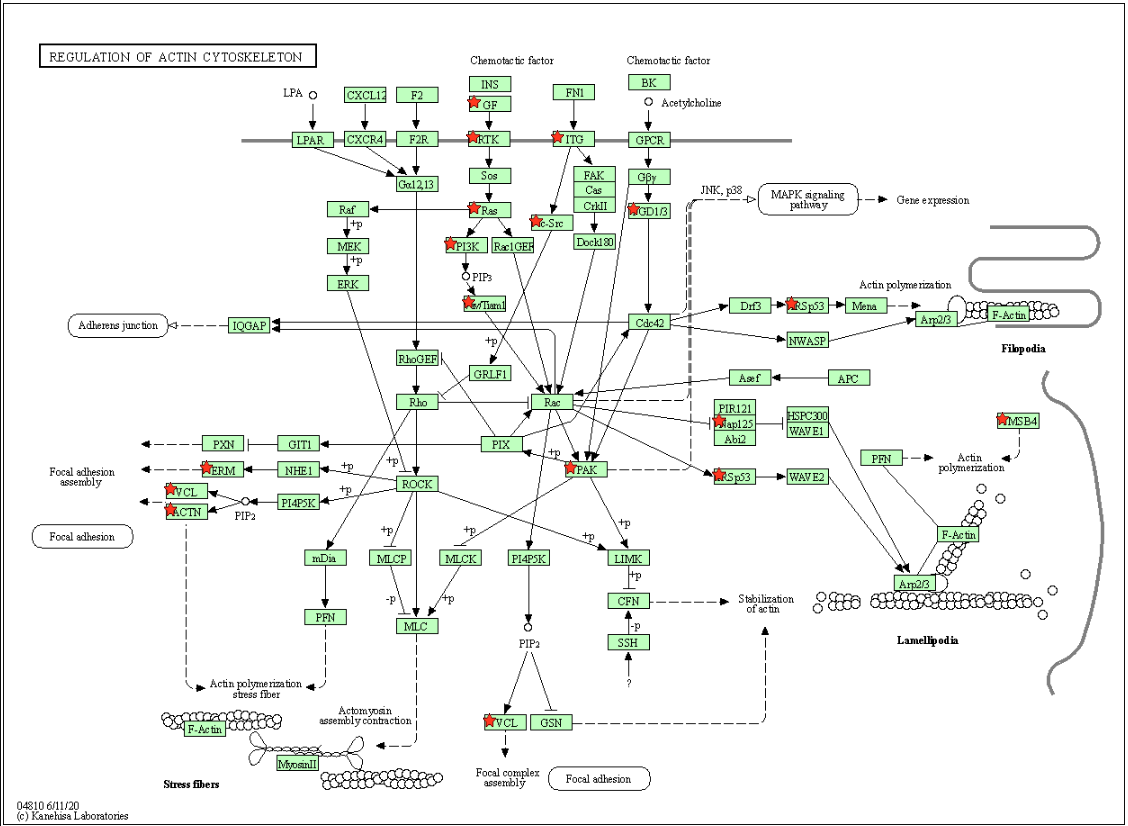 REGULATION OF ACTIN CYTOSKELETON
Chemotactic factor
Chemotactic factor
INS
BK
LPA
CXCL12
F2
GF
FN1
Acetylcholine
LPAR
CXCR4
F2R
RTK
ITG
GPCR
Gα12,13
Sos
FAK
Cas
CrkII
Gβγ
JNK, p38
MAPK signaling
pathway
Gene expression
Raf
Ras
c-Src
FGD1/3
+p
MEK
PI3K
Rac1GEF
Dock180
+p
ERK
PIP3
Actin polymerization
/Tiam1
Drf3
IRSp53
Mena
Adherens junction
IQGAP
Cdc42
Arp2/3
F-Actin
NWASP
+p
Filopodia
RhoGEF
GRLF1
Asef
APC
Rho
Rac
PIR121
Nap125
Abi2
HSPC300
WAVE1
TMSB4
PXN
GIT1
PIX
+p
PFN
Actin
polymerization
Focal adhesion
assembly
ERM
NHE1
+p
ROCK
PAK
IRSp53
WAVE2
VCL
ACTN
PIP2
PI4P5K
+p
Focal adhesion
+p
+p
+p
+p
F-Actin
mDia
MLCP
MLCK
PI4P5K
LIMK
+p
Arp2/3
-p
+p
CFN
Stabilization
of actin
PFN
MLC
-p
SSH
Lamellipodia
PIP2
?
Actin polymerization
stress fiber
Actomyosin
assembly contraction
F-Actin
VCL
GSN
MyosinII
Focal complex
assembly
Focal adhesion
Stress fibers
04810 6/11/20
(c) Kanehisa Laboratories